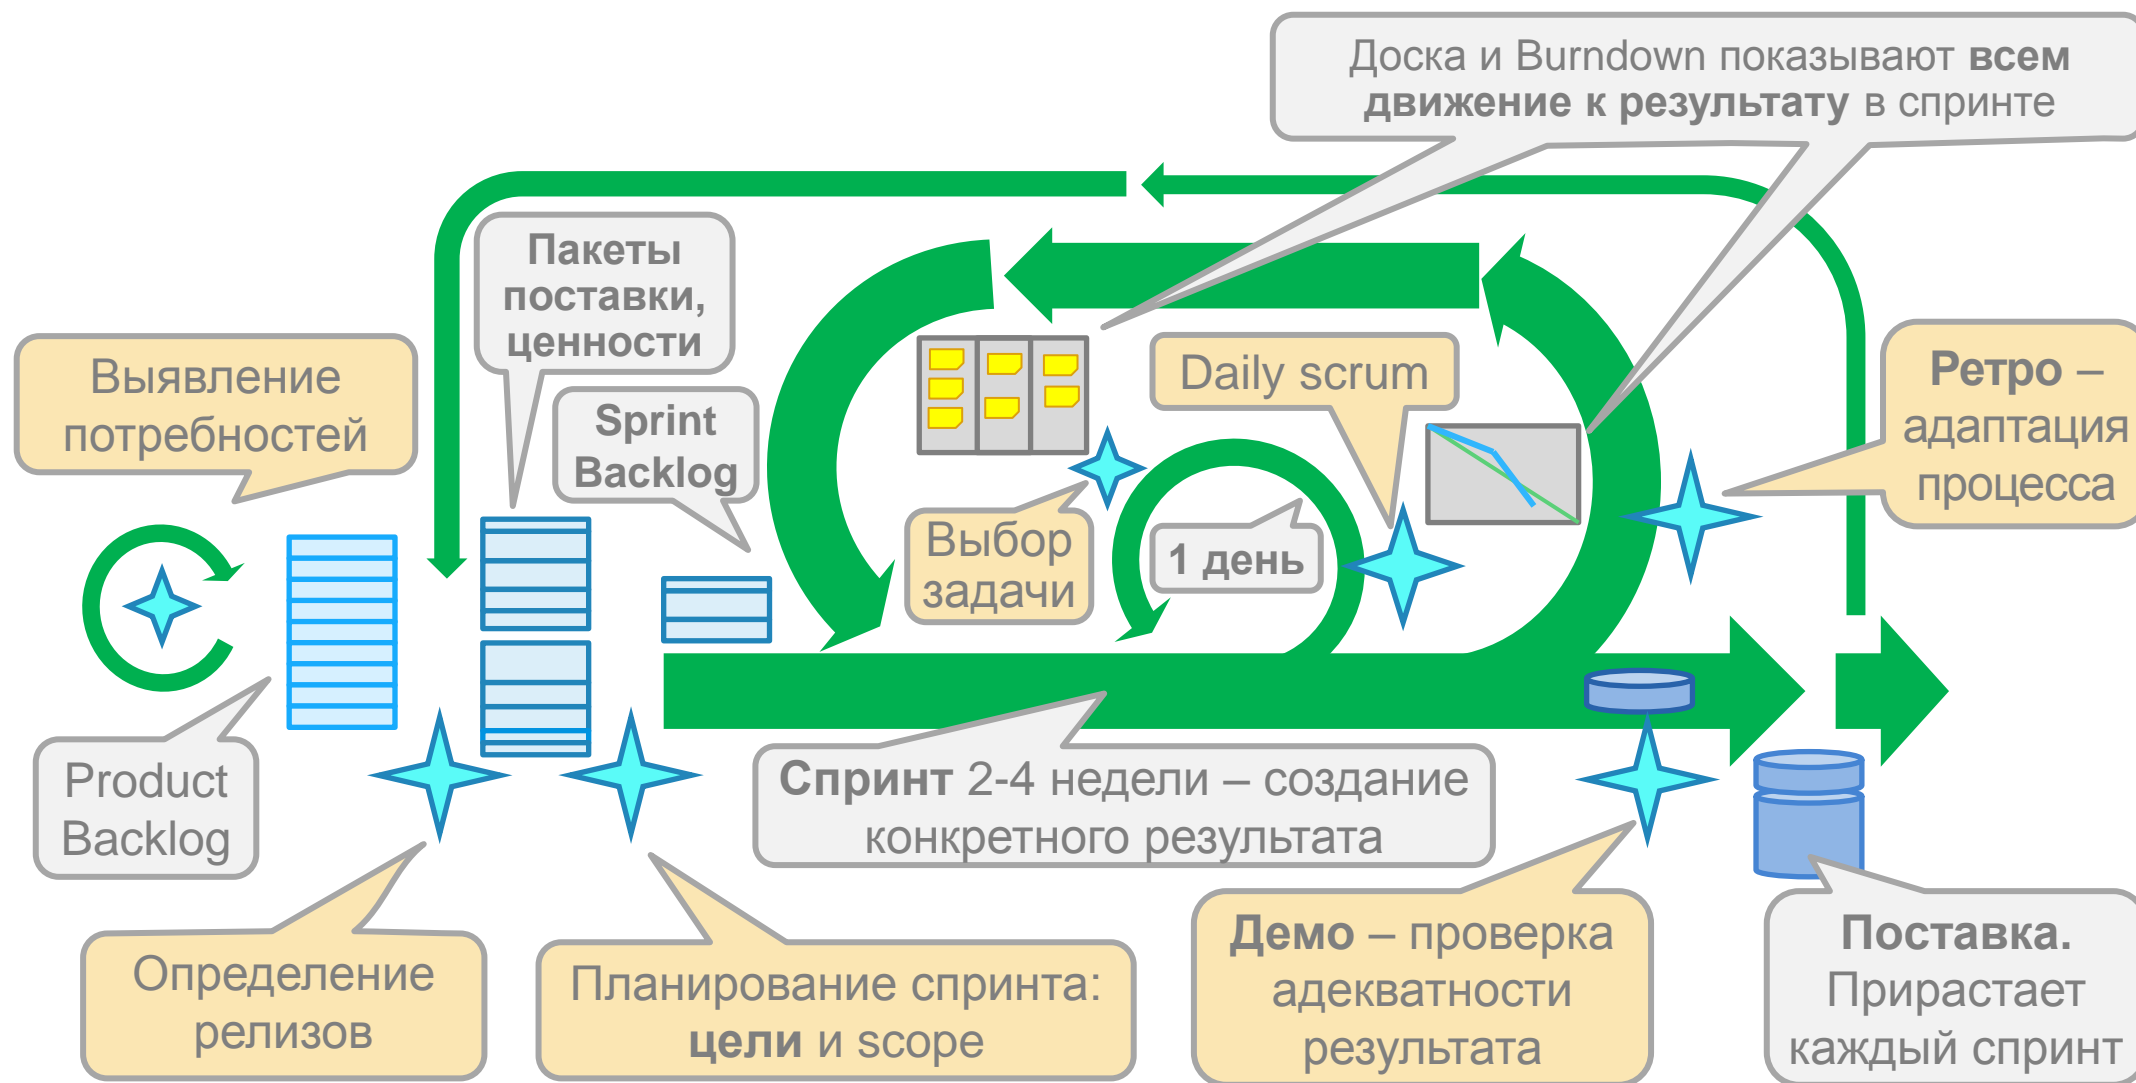 Доска и Burndown показывают всем
движение к результату в спринте
Пакеты
поставки,
ценности
Выявление
потребностей
Sprint
Backlog
Daily scrum
Ретро –
адаптация
процесса
Выбор
задачи
1 день
Product
Backlog
Спринт 2-4 недели – создание
конкретного результата
Определение
релизов
Планирование спринта:
цели и scope
Демо – проверка
адекватности
результата
Поставка.
Прирастает
каждый спринт